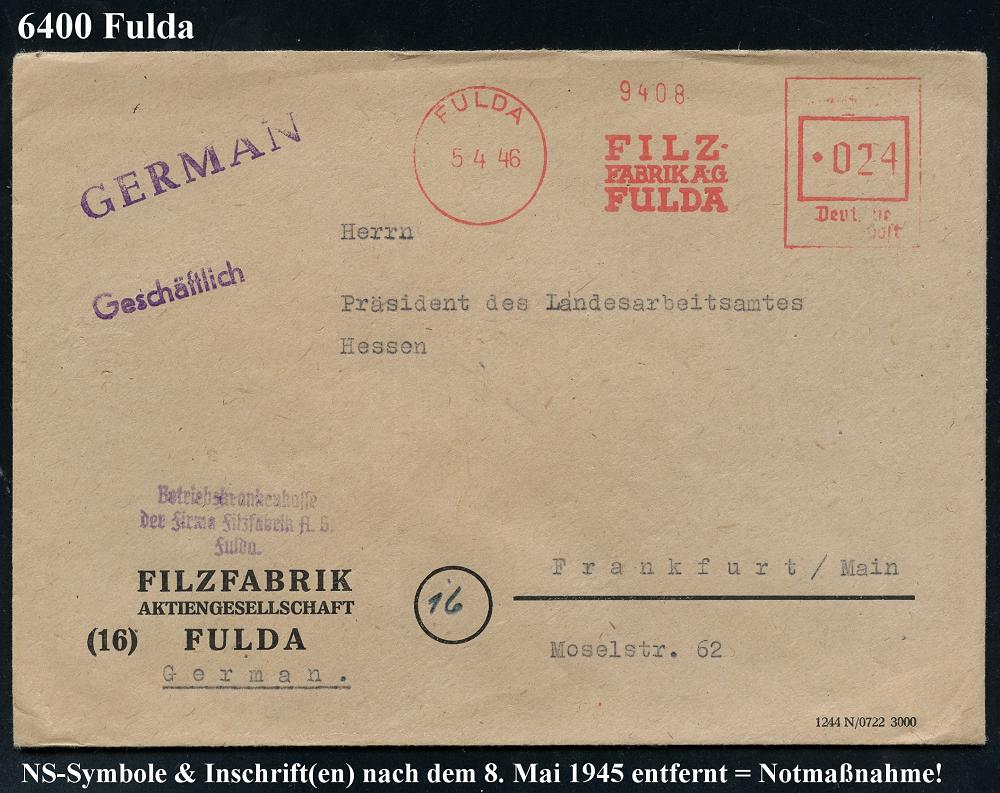 6400 Fulda
GERMAN
FULDA
5 4 46
9408
FILZ-
FABRIK A-G
FULDA
024
Herrn
Geschäftlich
Präsident des Landesarbeitsamtes
Hessen
Betriebskrankenkasse
der Firma Filzfabrik A. G.
Fulda.
FILZFABRIK
AKTIENGESELLSCHAFT
(16) FULDA
German.
16
Frankfurt/Main
Moselstr. 62
1244 N/0722 3000
NS-Symbole & Inschrift(en) nach dem 8. Mai 1945 entfernt = Notmaßnahme!